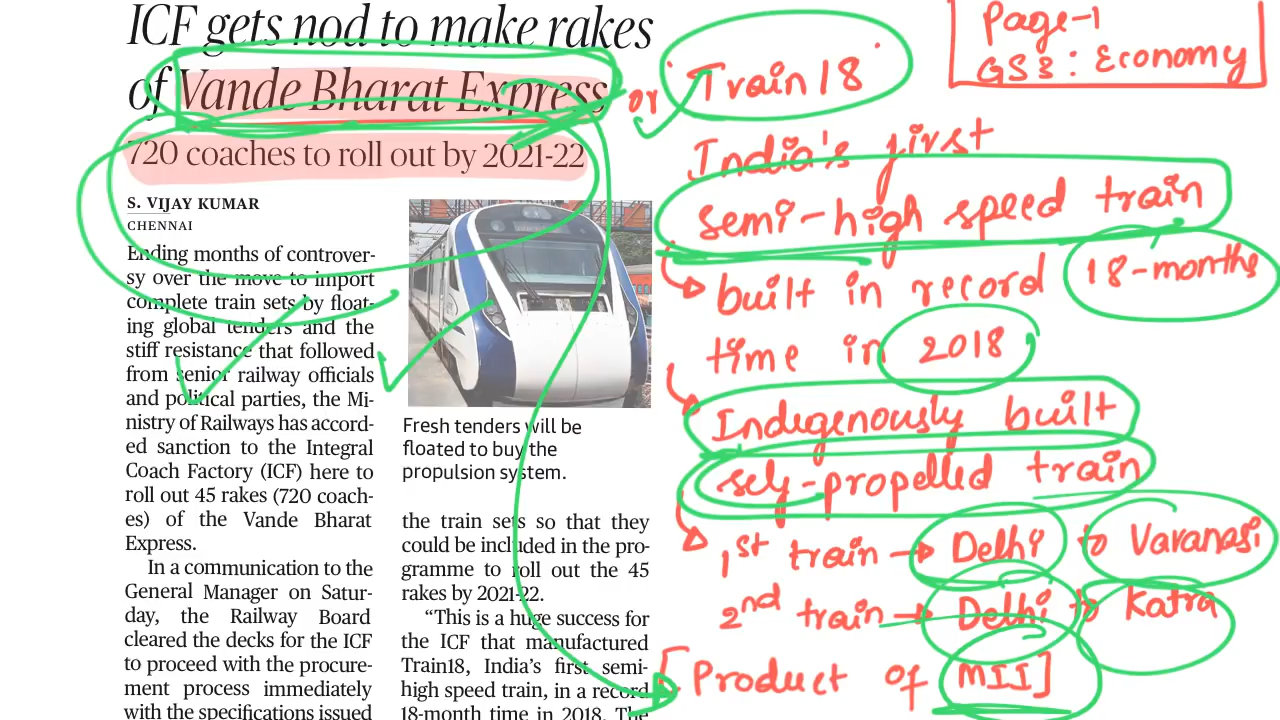 ICF gets nod to make rakes
of Vande Bharat Express
720 coaches to roll out by 2021-22
S. VIJAY KUMAR
CHENNAI
Ending months of controver-
sy over the move to import
complete train sets by float-
ing global tenders and the
stiff resistance that followed
from senior railway officials
and political parties, the Mi-
nistry of Railways has accord-
ed sanction to the Integral
Coach Factory (ICF) here to
roll out 45 rakes (720 coach-
es) of the Vande Bharat
Express.
In a communication to the
General Manager on Satur-
day, the Railway Board
cleared the decks for the ICF
to proceed with the procure-
ment process immediately
with the specifications issued
Fresh tenders will be
floated to buy the
propulsion system.
the train sets so that they
could be included in the pro-
gramme to roll out the 45
rakes by 2021-22.
“This is a huge success for
the ICF that manufactured
Train18, India’s first semi-
high speed train, in a record
18-month time in 2018. The
Page-1
GS3 : Economy
or Train 18
India's first
semi-high speed train
built in record 18-months
time in 2018
Indigenously built
self-propelled train
1st train → Delhi to Varanasi
2nd train → Delhi to Katra
[Product of MII]